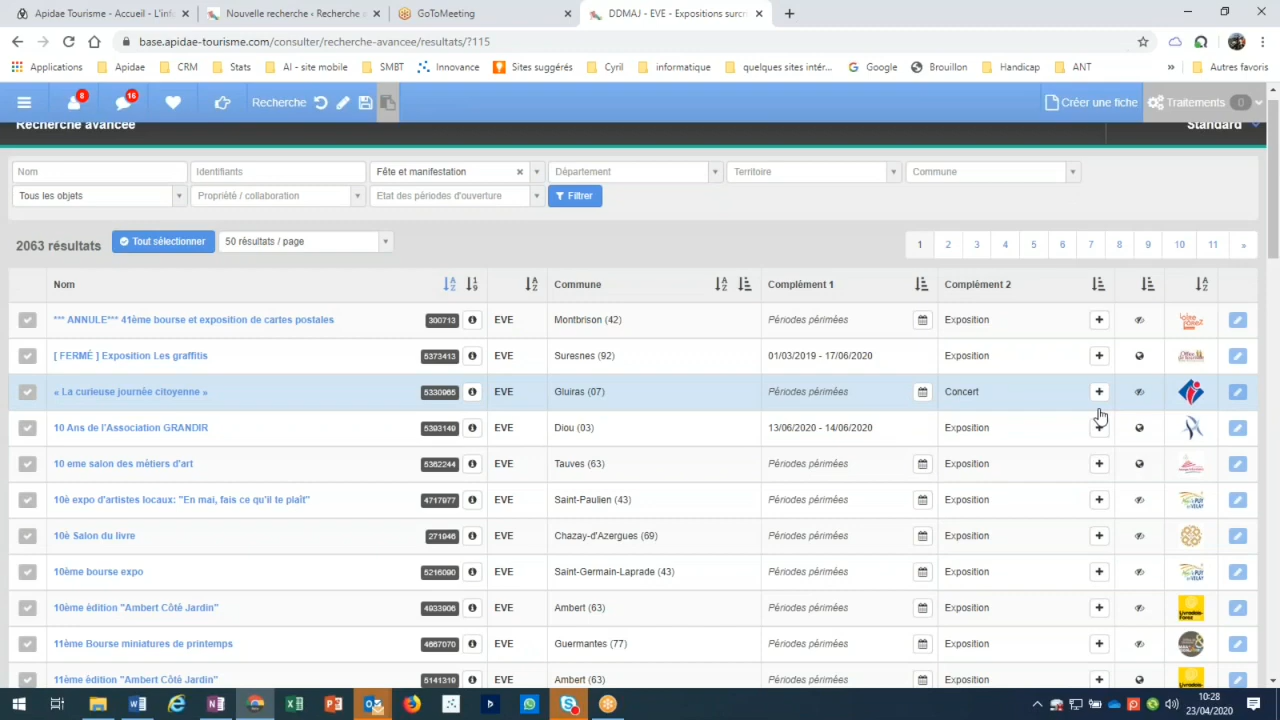 Apidae Tourisme - Accueil - L'inf
Nouvelle recherche ‹ Recherche a
GoToMeeting
DDMAJ - EVE - Expositions surcr
base.apidae-tourisme.com/consulter/recherche-avancee/resultats/?115
Applications
Apidae
CRM
Stats
AI - site mobile
SMBT
Innovance
Sites suggérés
Cyril
informatique
quelques sites intér...
Google
Brouillon
Handicap
ANT
»
Autres favoris
8
16
Recherche
Créer une fiche
Traitements 0
Recherche avancée
Standard
Nom
Identifiants
Fête et manifestation
Département
Territoire
Commune
Tous les objets
Propriété / collaboration
Etat des périodes d'ouverture
Filtrer
2063 résultats
Tout sélectionner
50 résultats / page
1 2 3 4 5 6 7 8 9 10 11 »
Nom Commune Complément 1 Complément 2
*** ANNULE*** 41ème bourse et exposition de cartes postales 300713 EVE Montbrison (42) Périodes périmées Exposition
[ FERMÉ ] Exposition Les graffitis 5373413 EVE Suresnes (92) 01/03/2019 - 17/06/2020 Exposition
« La curieuse journée citoyenne » 5330965 EVE Gluiras (07) Périodes périmées Concert
10 Ans de l'Association GRANDIR 5393149 EVE Diou (03) 13/06/2020 - 14/06/2020 Exposition
10 eme salon des métiers d'art 5362244 EVE Tauves (63) Périodes périmées Exposition
10è expo d'artistes locaux: "En mai, fais ce qu'il te plaît" 4717977 EVE Saint-Paulien (43) Périodes périmées Exposition
10è Salon du livre 271946 EVE Chazay-d'Azergues (69) Périodes périmées Exposition
10ème bourse expo 5216090 EVE Saint-Germain-Laprade (43) Périodes périmées Exposition
10ème édition "Ambert Côté Jardin" 4933906 EVE Ambert (63) Périodes périmées Exposition
11ème Bourse miniatures de printemps 4667070 EVE Guermantes (77) Périodes périmées Exposition
11ème édition "Ambert Côté Jardin" 5141319 EVE Ambert (63) Périodes périmées Exposition
10:28
23/04/2020